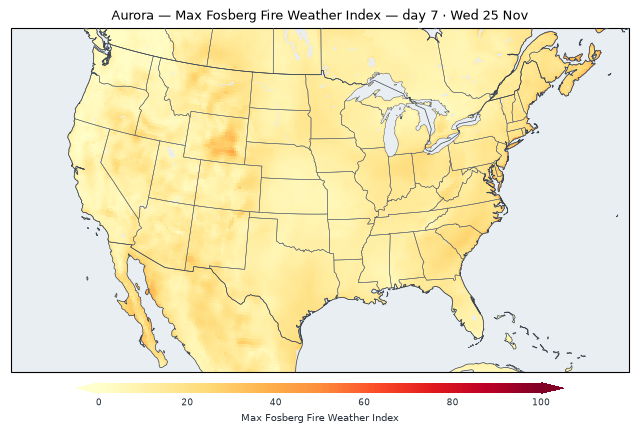 Aurora — Max Fosberg Fire Weather Index — day 7 · Wed 25 Nov
0 20 40 60 80 100
Max Fosberg Fire Weather Index